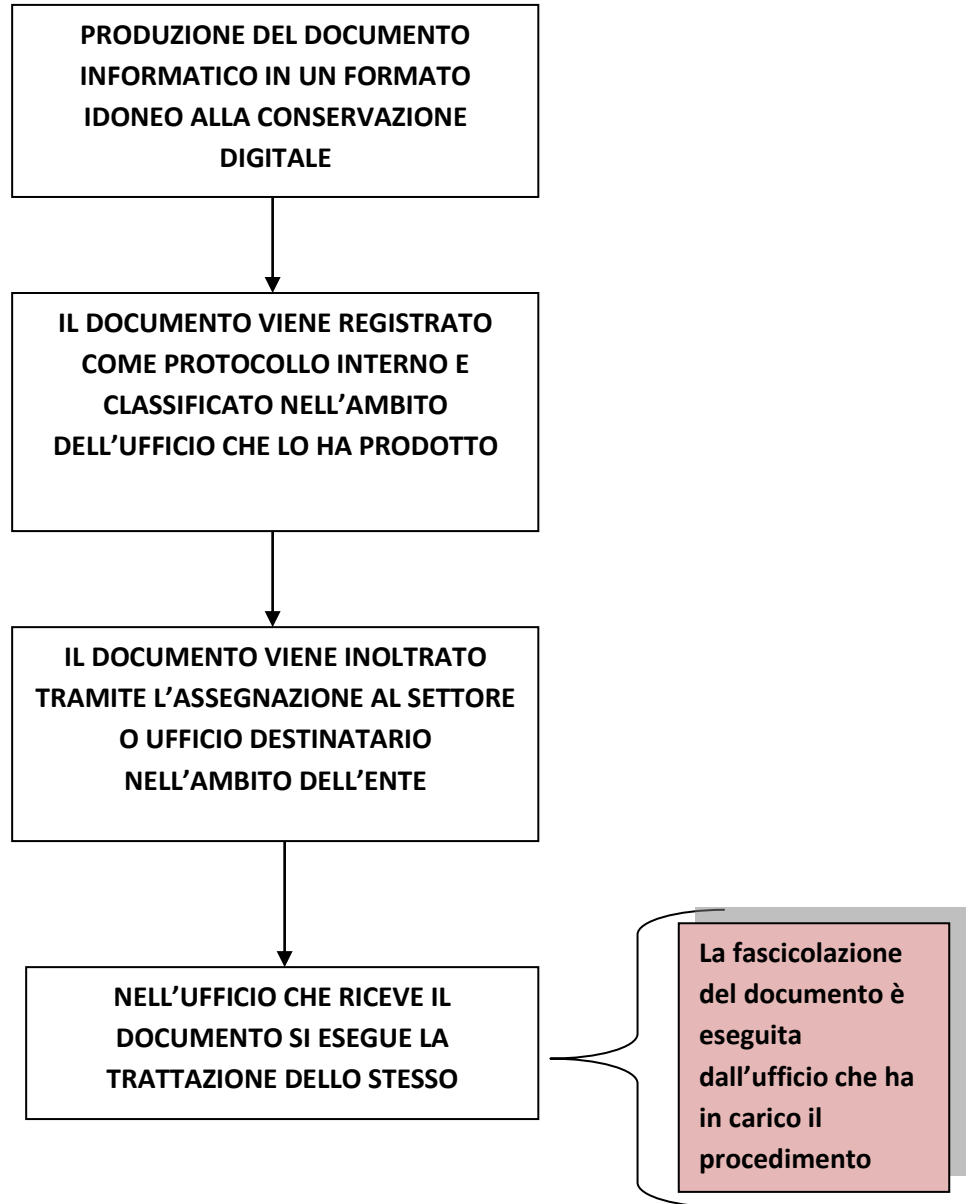 PRODUZIONE DEL DOCUMENTO
INFORMATICO IN UN FORMATO
IDONEO ALLA CONSERVAZIONE
DIGITALE
IL DOCUMENTO VIENE REGISTRATO
COME PROTOCOLLO INTERNO E
CLASSIFICATO NELL’AMBITO
DELL’UFFICIO CHE LO HA PRODOTTO
IL DOCUMENTO VIENE INOLTRATO
TRAMITE L’ASSEGNAZIONE AL SETTORE
O UFFICIO DESTINATARIO
NELL’AMBITO DELL’ENTE
NELL’UFFICIO CHE RICEVE IL
DOCUMENTO SI ESEGUE LA
TRATTAZIONE DELLO STESSO
La fascicolazione
del documento è
eseguita
dall’ufficio che ha
in carico il
procedimento